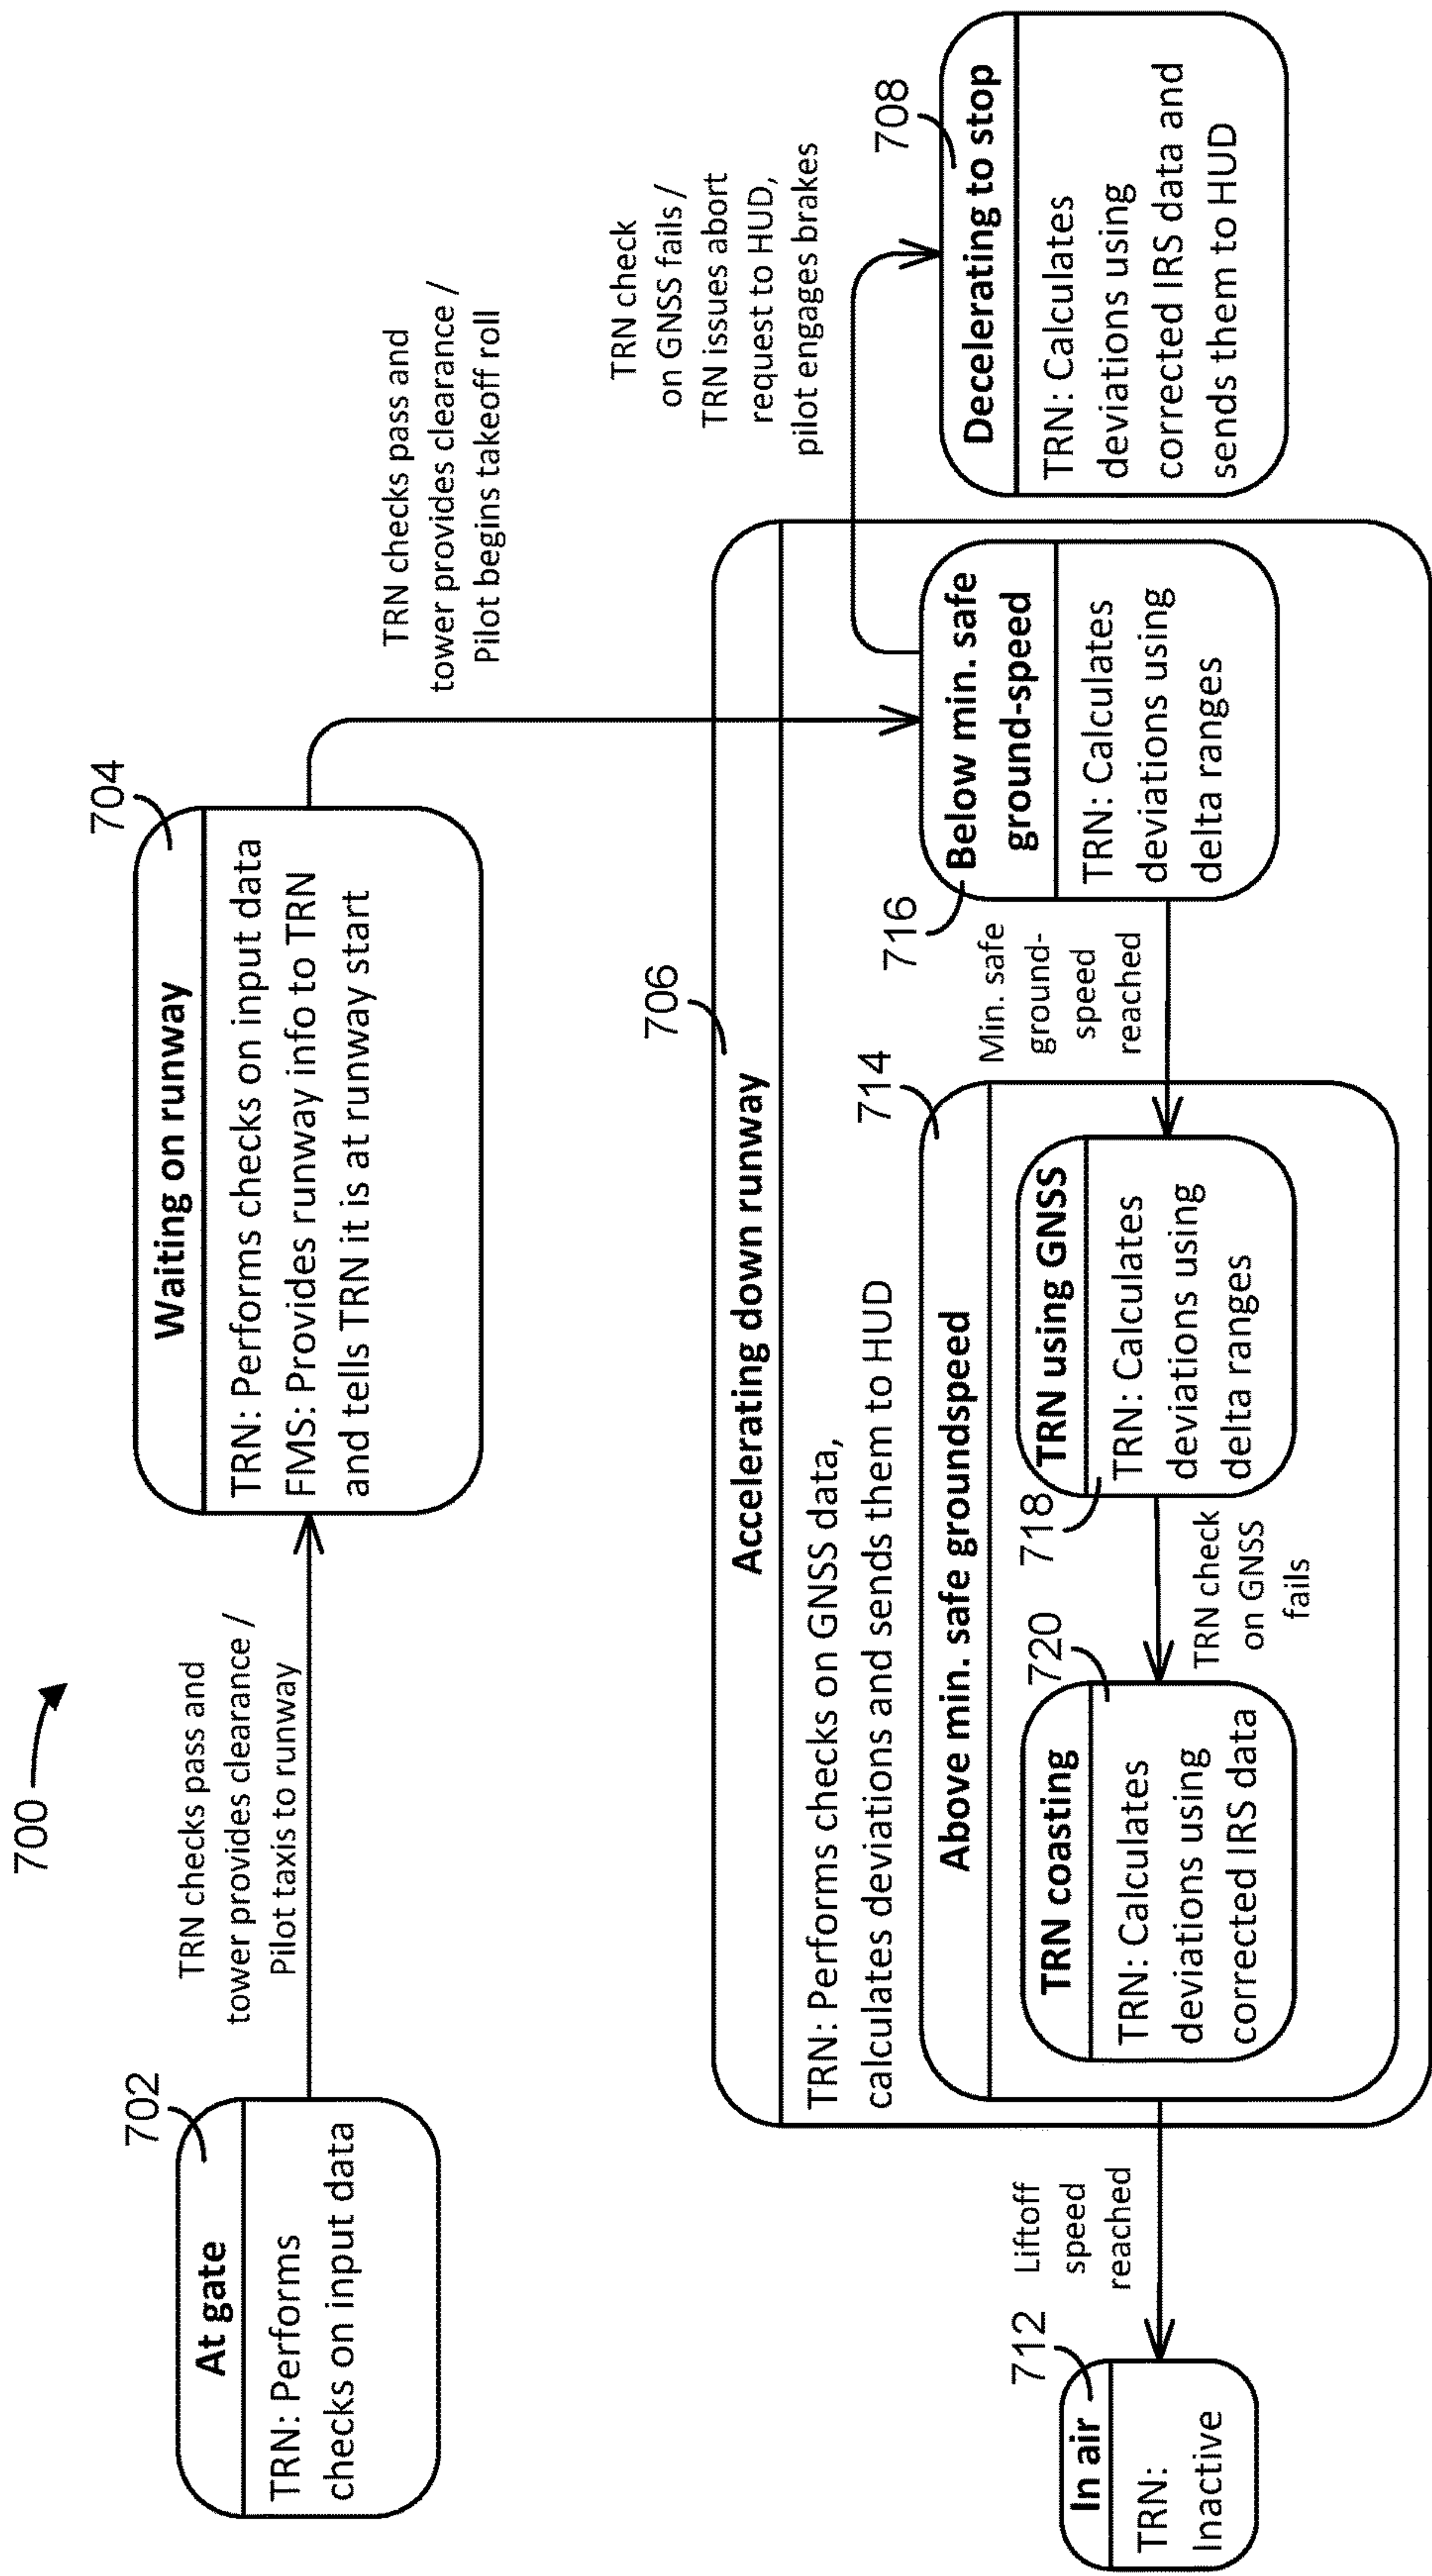 700
702
At gate
TRN: Performs
checks on input data
TRN checks pass and
tower provides clearance /
Pilot taxis to runway
704
Waiting on runway
TRN: Performs checks on input data
FMS: Provides runway info to TRN
and tells TRN it is at runway start
TRN checks pass and
tower provides clearance /
Pilot begins takeoff roll
706
Accelerating down runway
TRN: Performs checks on GNSS data,
calculates deviations and sends them to HUD
716
Below min. safe
ground-speed
TRN: Calculates
deviations using
delta ranges
TRN check
on GNSS fails /
TRN issues abort
request to HUD,
pilot engages brakes
708
Decelerating to stop
TRN: Calculates
deviations using
corrected IRS data and
sends them to HUD
Min. safe
ground-
speed
reached
714
Above min. safe groundspeed
718
TRN using GNSS
TRN: Calculates
deviations using
delta ranges
TRN check
on GNSS
fails
720
TRN coasting
TRN: Calculates
deviations using
corrected IRS data
Liftoff
speed
reached
712
In air
TRN:
Inactive